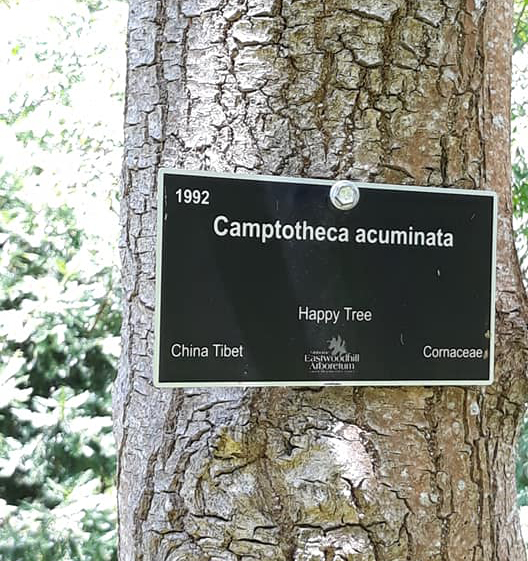 1992
Camptotheca acuminata
Happy Tree
China Tibet
Eastwoodhill
Arboretum
Cornaceae